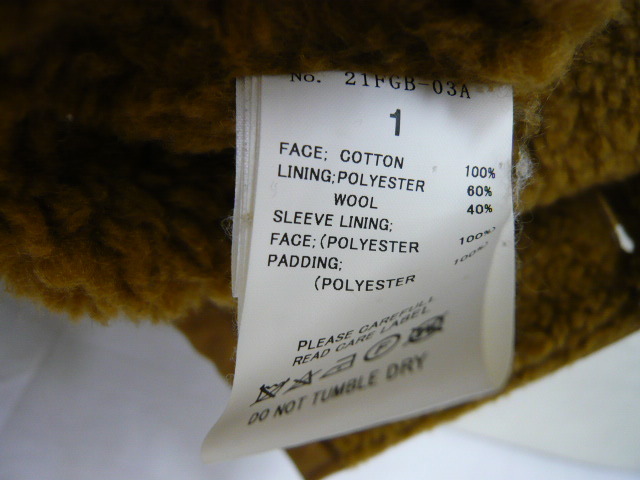 No. 21FGB-03A
1
FACE; COTTON 100%
LINING;POLYESTER 60%
WOOL 40%
SLEEVE LINING;
FACE;(POLYESTER 100%)
PADDING;
(POLYESTER 100%)
PLEASE CAREFULL
READ CARE LABEL
DO NOT TUMBLE DRY